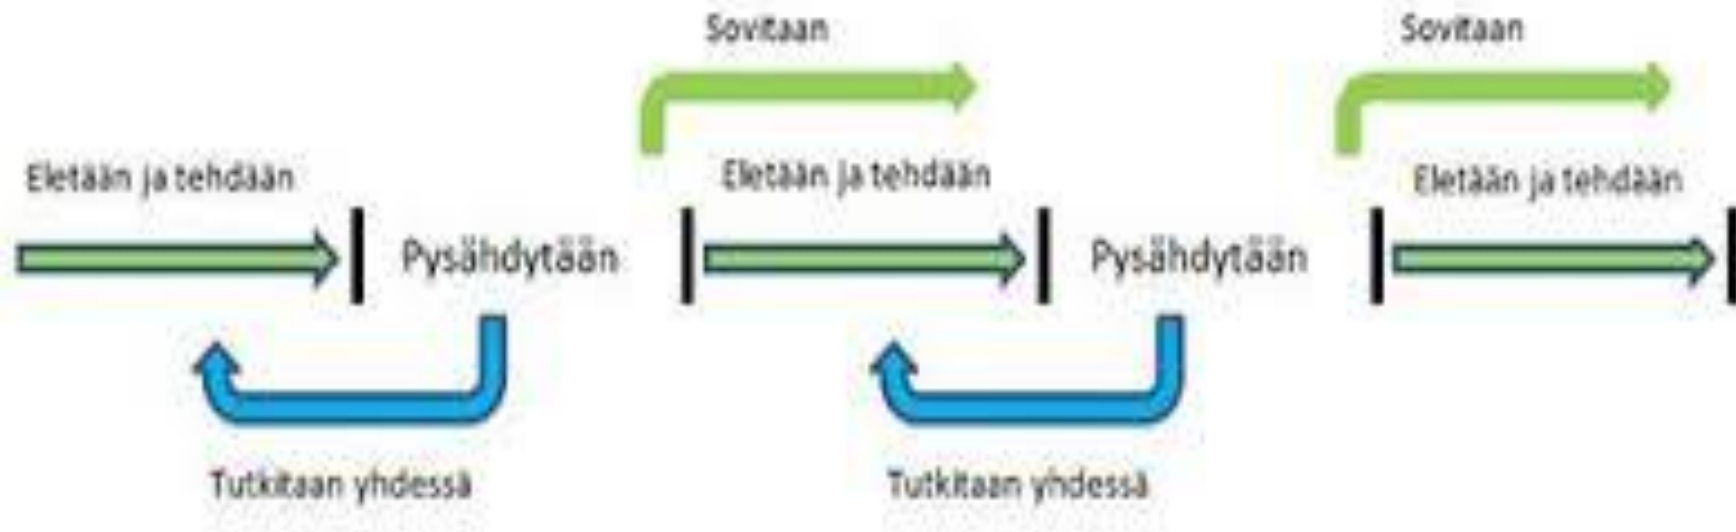 Sovitaan
Sovitaan
Eletään ja tehdään
Eletään ja tehdään
Eletään ja tehdään
Pysähdytään
Pysähdytään
Tutkitaan yhdessä
Tutkitaan yhdessä